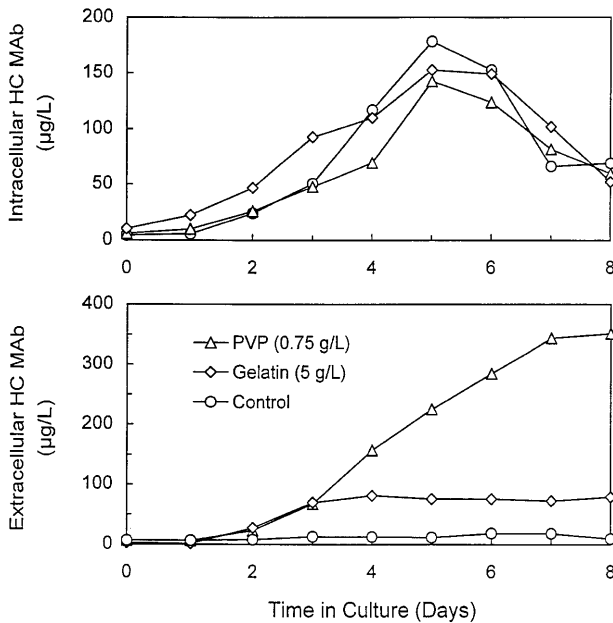 Intracellular HC MAb
(µg/L)
200
150
100
50
0
0 2 4 6 8
Extracellular HC MAb
(µg/L)
400
300
200
100
0
PVP (0.75 g/L)
Gelatin (5 g/L)
Control
0 2 4 6 8
Time in Culture (Days)